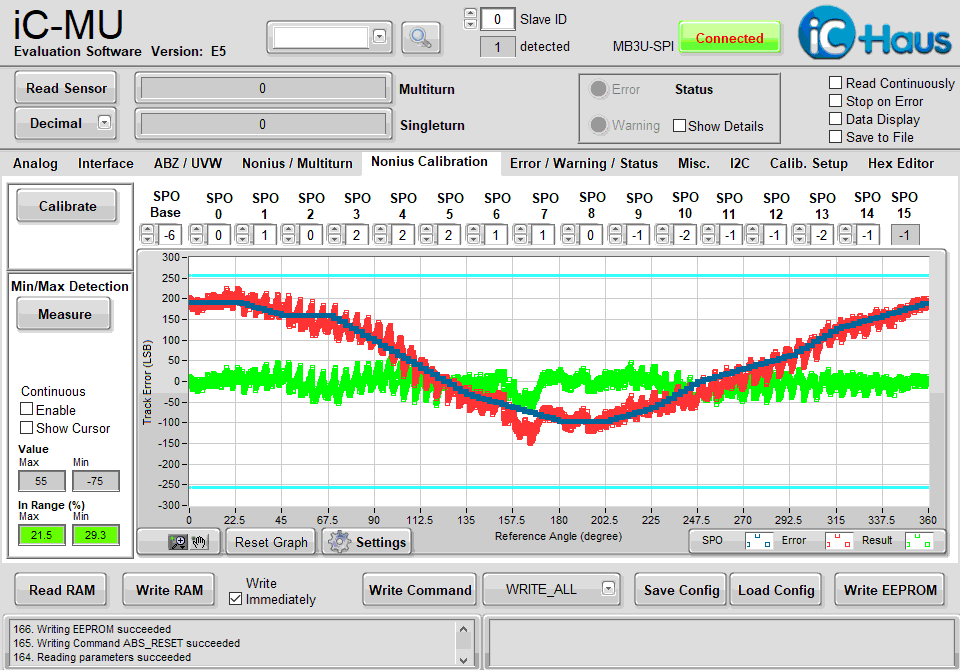 iC-MU
Evaluation Software Version: E5
0 Slave ID
1 detected
MB3U-SPI Connected
iC-Haus
Read Sensor 0 Multiturn
Decimal 0 Singleturn
Error Status
Warning Show Details
Read Continuously
Stop on Error
Data Display
Save to File
Analog Interface ABZ / UVW Nonius / Multiturn Nonius Calibration Error / Warning / Status Misc. I2C Calib. Setup Hex Editor
Calibrate
SPO Base SPO 0 SPO 1 SPO 2 SPO 3 SPO 4 SPO 5 SPO 6 SPO 7 SPO 8 SPO 9 SPO 10 SPO 11 SPO 12 SPO 13 SPO 14 SPO 15
-6 0 1 0 2 2 2 1 1 0 -1 -2 -1 -1 -2 -1 -1
Min/Max Detection
Measure
Continuous
Enable
Show Cursor
Value
Max Min
55 -75
In Range (%)
Max Min
21.5 29.3
Track Error (LSB)
300
250
200
150
100
50
0
-50
-100
-150
-200
-250
-300
0 22.5 45 67.5 90 112.5 135 157.5 180 202.5 225 247.5 270 292.5 315 337.5 360
Reference Angle (degree)
Reset Graph Settings
SPO Error Result
Read RAM Write RAM
Write Immediately
Write Command WRITE_ALL Save Config Load Config Write EEPROM
166. Writing EEPROM succeeded
165. Writing Command ABS_RESET succeeded
164. Reading parameters succeeded